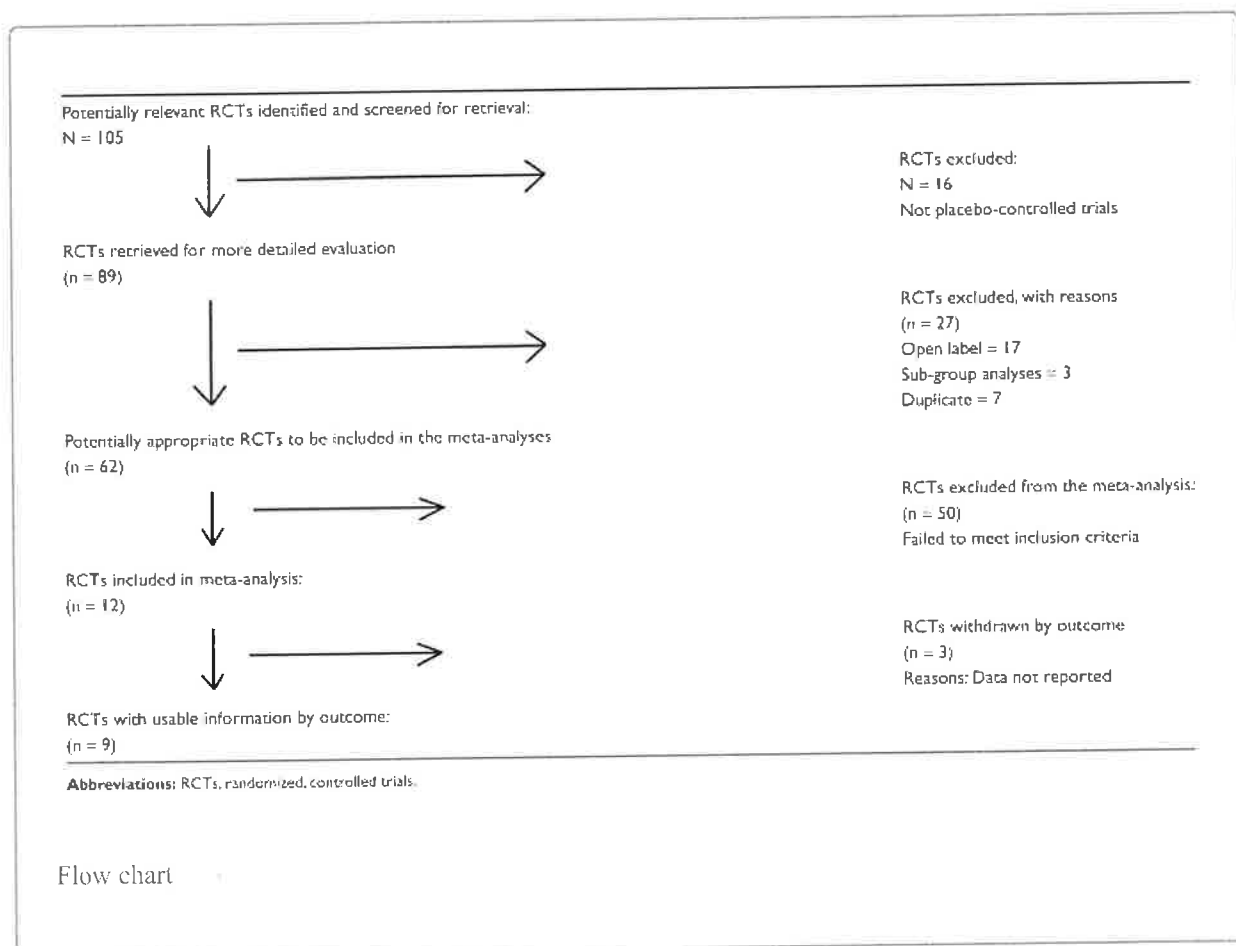 Potentially relevant RCTs identified and screened for retrieval:
N = 105
RCTs excluded:
N = 16
Not placebo-controlled trials
RCTs retrieved for more detailed evaluation
(n = 89)
RCTs excluded, with reasons
(n = 27)
Open label = 17
Sub-group analyses = 3
Duplicate = 7
Potentially appropriate RCTs to be included in the meta-analyses
(n = 62)
RCTs excluded from the meta-analysis:
(n = 50)
Failed to meet inclusion criteria
RCTs included in meta-analysis:
(n = 12)
RCTs withdrawn by outcome
(n = 3)
Reasons: Data not reported
RCTs with usable information by outcome:
(n = 9)
Abbreviations: RCTs, randomized, controlled trials.
Flow chart